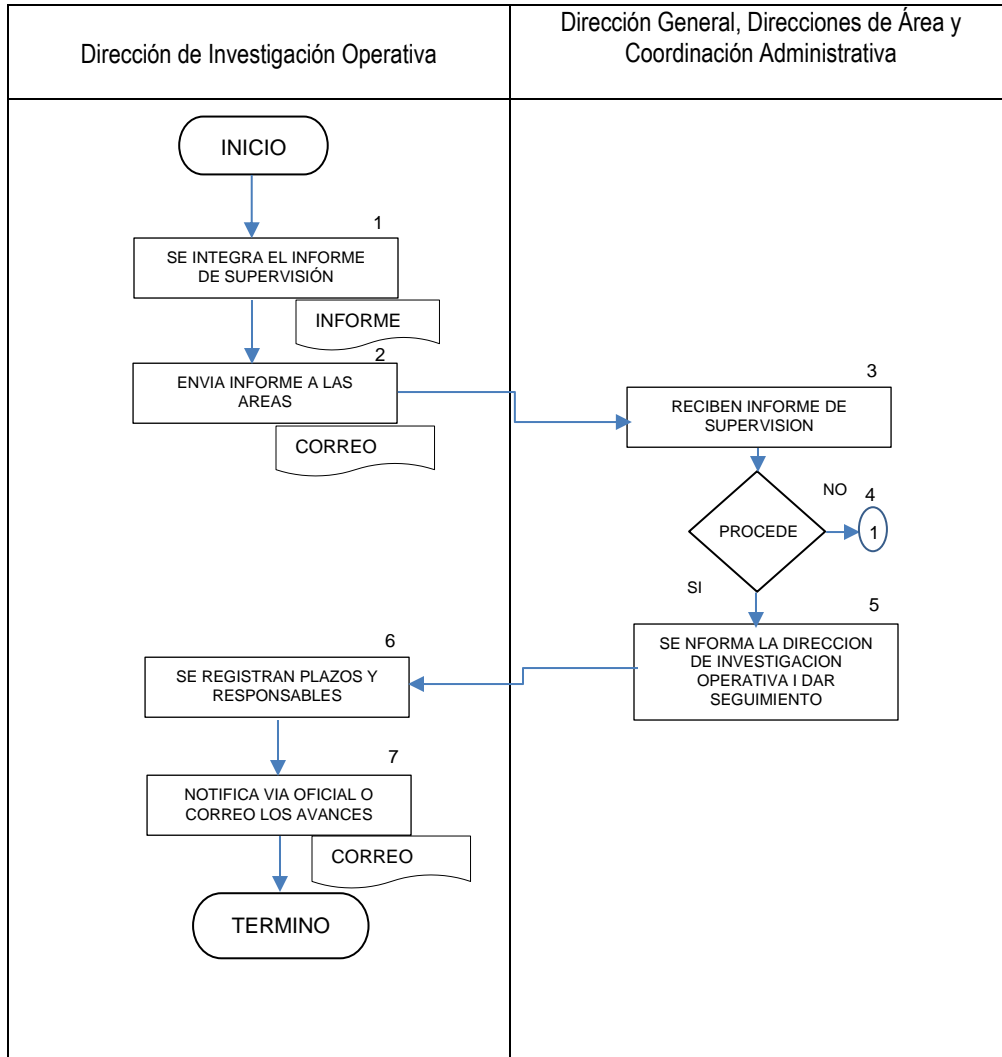 Dirección de Investigación Operativa
Dirección General, Direcciones de Área y
Coordinación Administrativa
INICIO
1
SE INTEGRA EL INFORME
DE SUPERVISIÓN
INFORME
2
ENVIA INFORME A LAS
AREAS
CORREO
3
RECIBEN INFORME DE
SUPERVISION
PROCEDE
NO
4
1
SI
5
SE NFORMA LA DIRECCION
DE INVESTIGACION
OPERATIVA I DAR
SEGUIMIENTO
6
SE REGISTRAN PLAZOS Y
RESPONSABLES
7
NOTIFICA VIA OFICIAL O
CORREO LOS AVANCES
CORREO
TERMINO